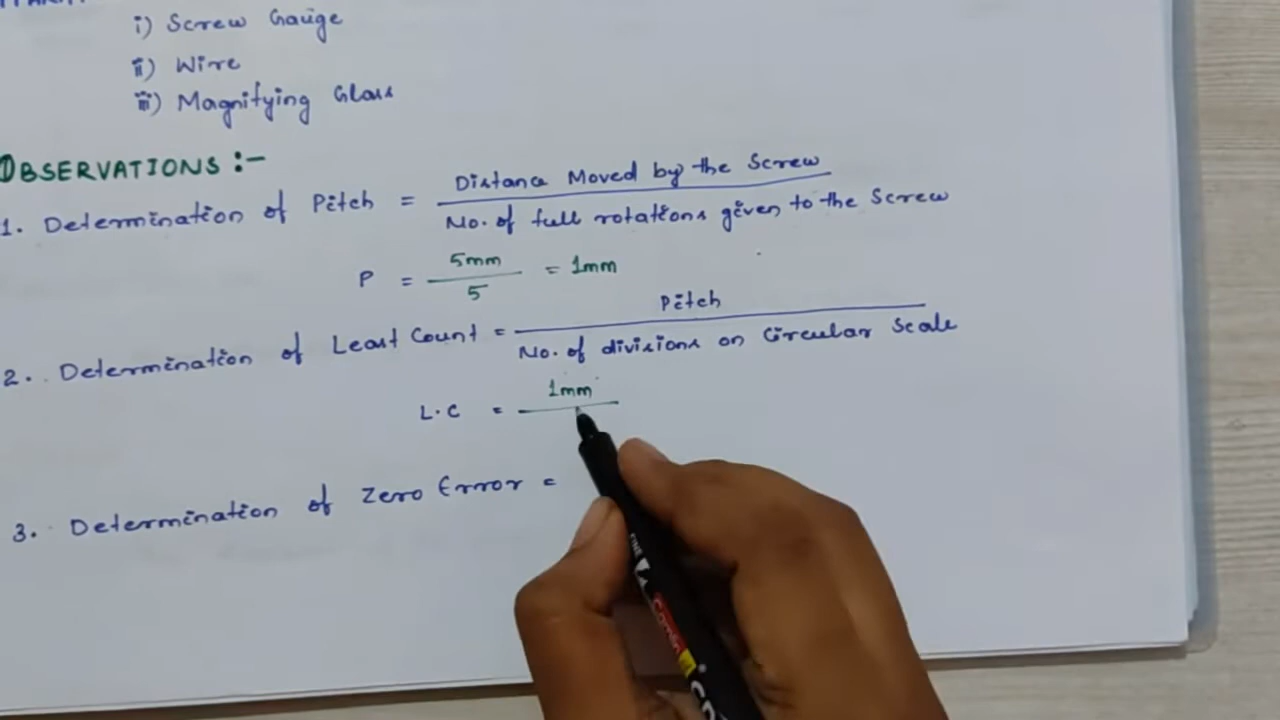 i) Screw Gauge
ii) Wire
iii) Magnifying Glass
OBSERVATIONS :-
1. Determination of Pitch = Distance Moved by the Screw
No. of full rotations given to the Screw
P = 5mm = 1mm
5
2. Determination of Least Count = Pitch
No. of divisions on Circular Scale
L.C = 1mm
3. Determination of Zero Error =
FINE
Camlin